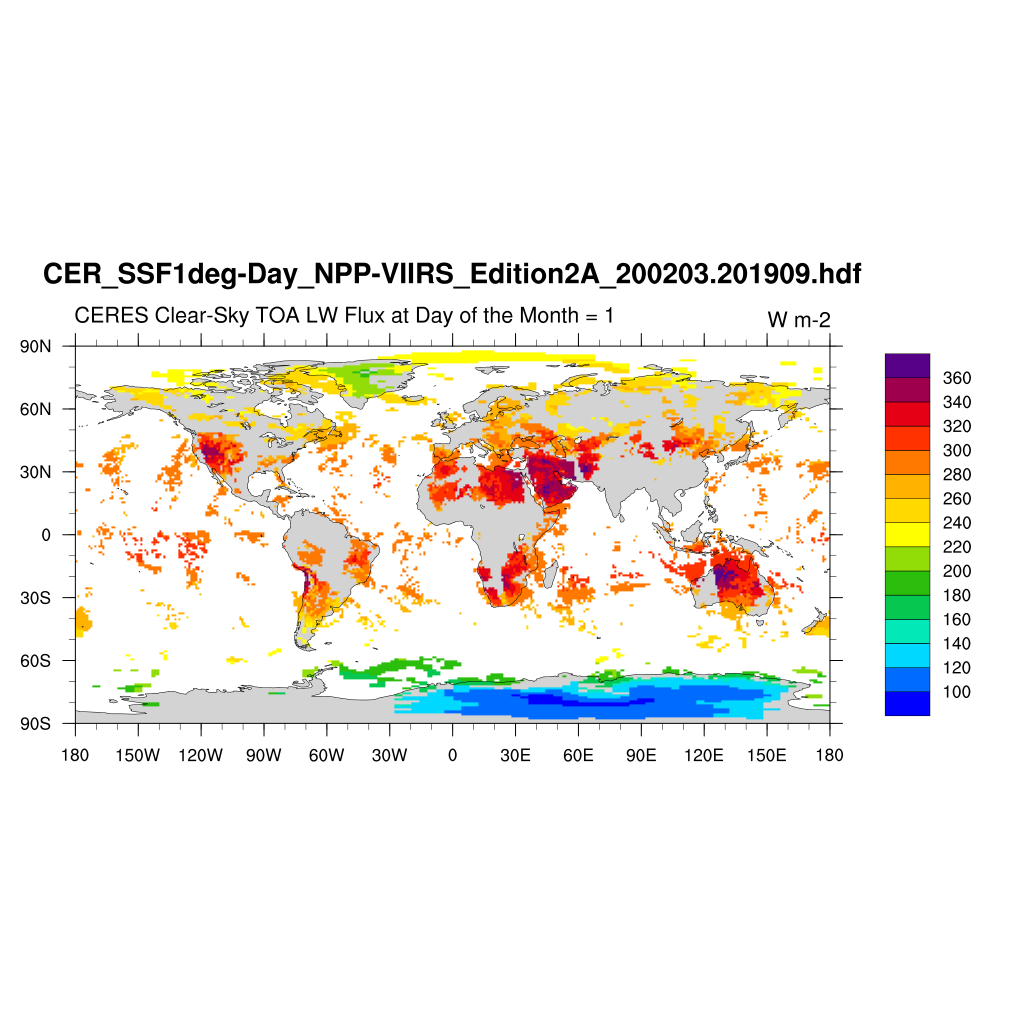 CER_SSF1deg-Day_NPP-VIIRS_Edition2A_200203.201909.hdf
CERES Clear-Sky TOA LW Flux at Day of the Month = 1
W m-2
90N
60N
30N
0
30S
60S
90S
180 150W 120W 90W 60W 30W 0 30E 60E 90E 120E 150E 180
360
340
320
300
280
260
240
220
200
180
160
140
120
100